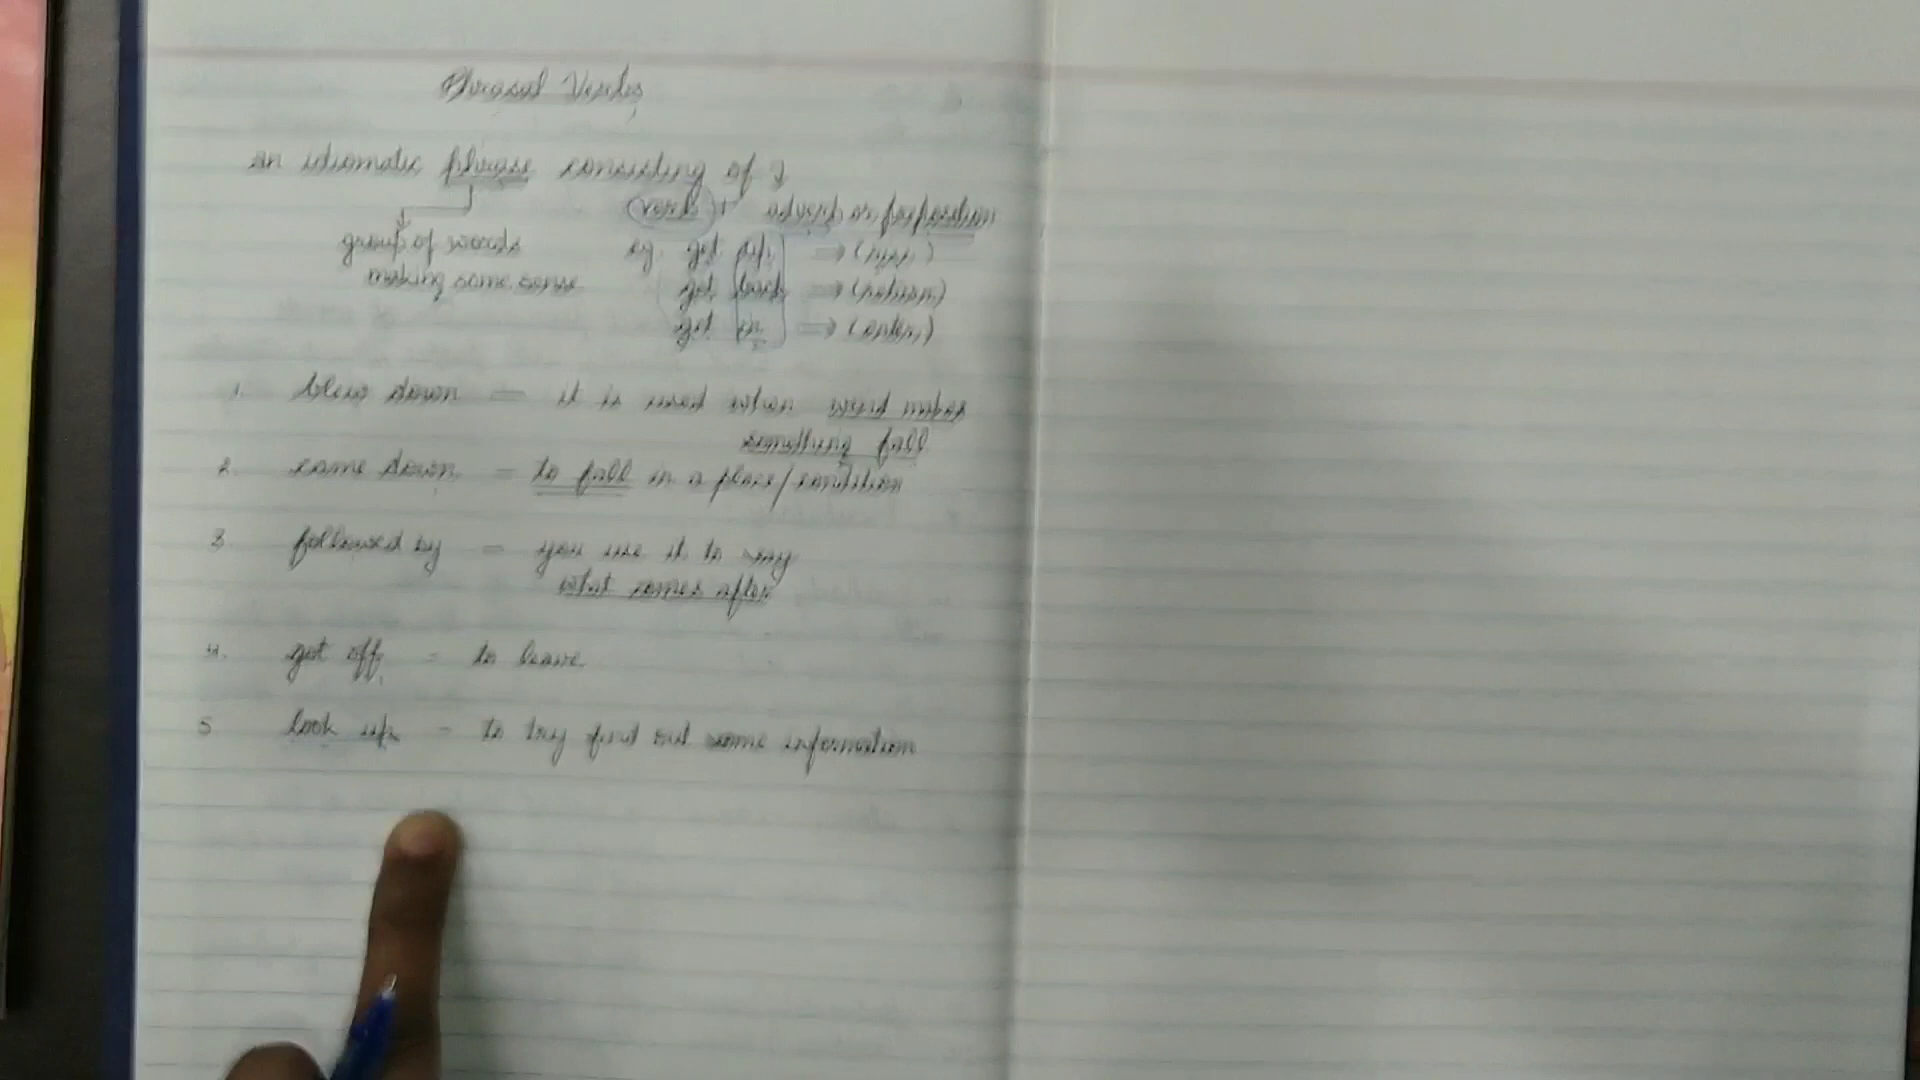 Phrasal Verbs
an idiomatic phrase consisting of
(verb) + adverb or preposition
group of words
making some sense
eg. get up ⇒ (rise)
get back ⇒ (return)
get in ⇒ (enter)
1. blew down = it is used when wind makes
something fall
2. came down = to fall in a place/condition
3. followed by = you use it to say
what comes after
4. got off - to leave
5 look up - to try find out some information